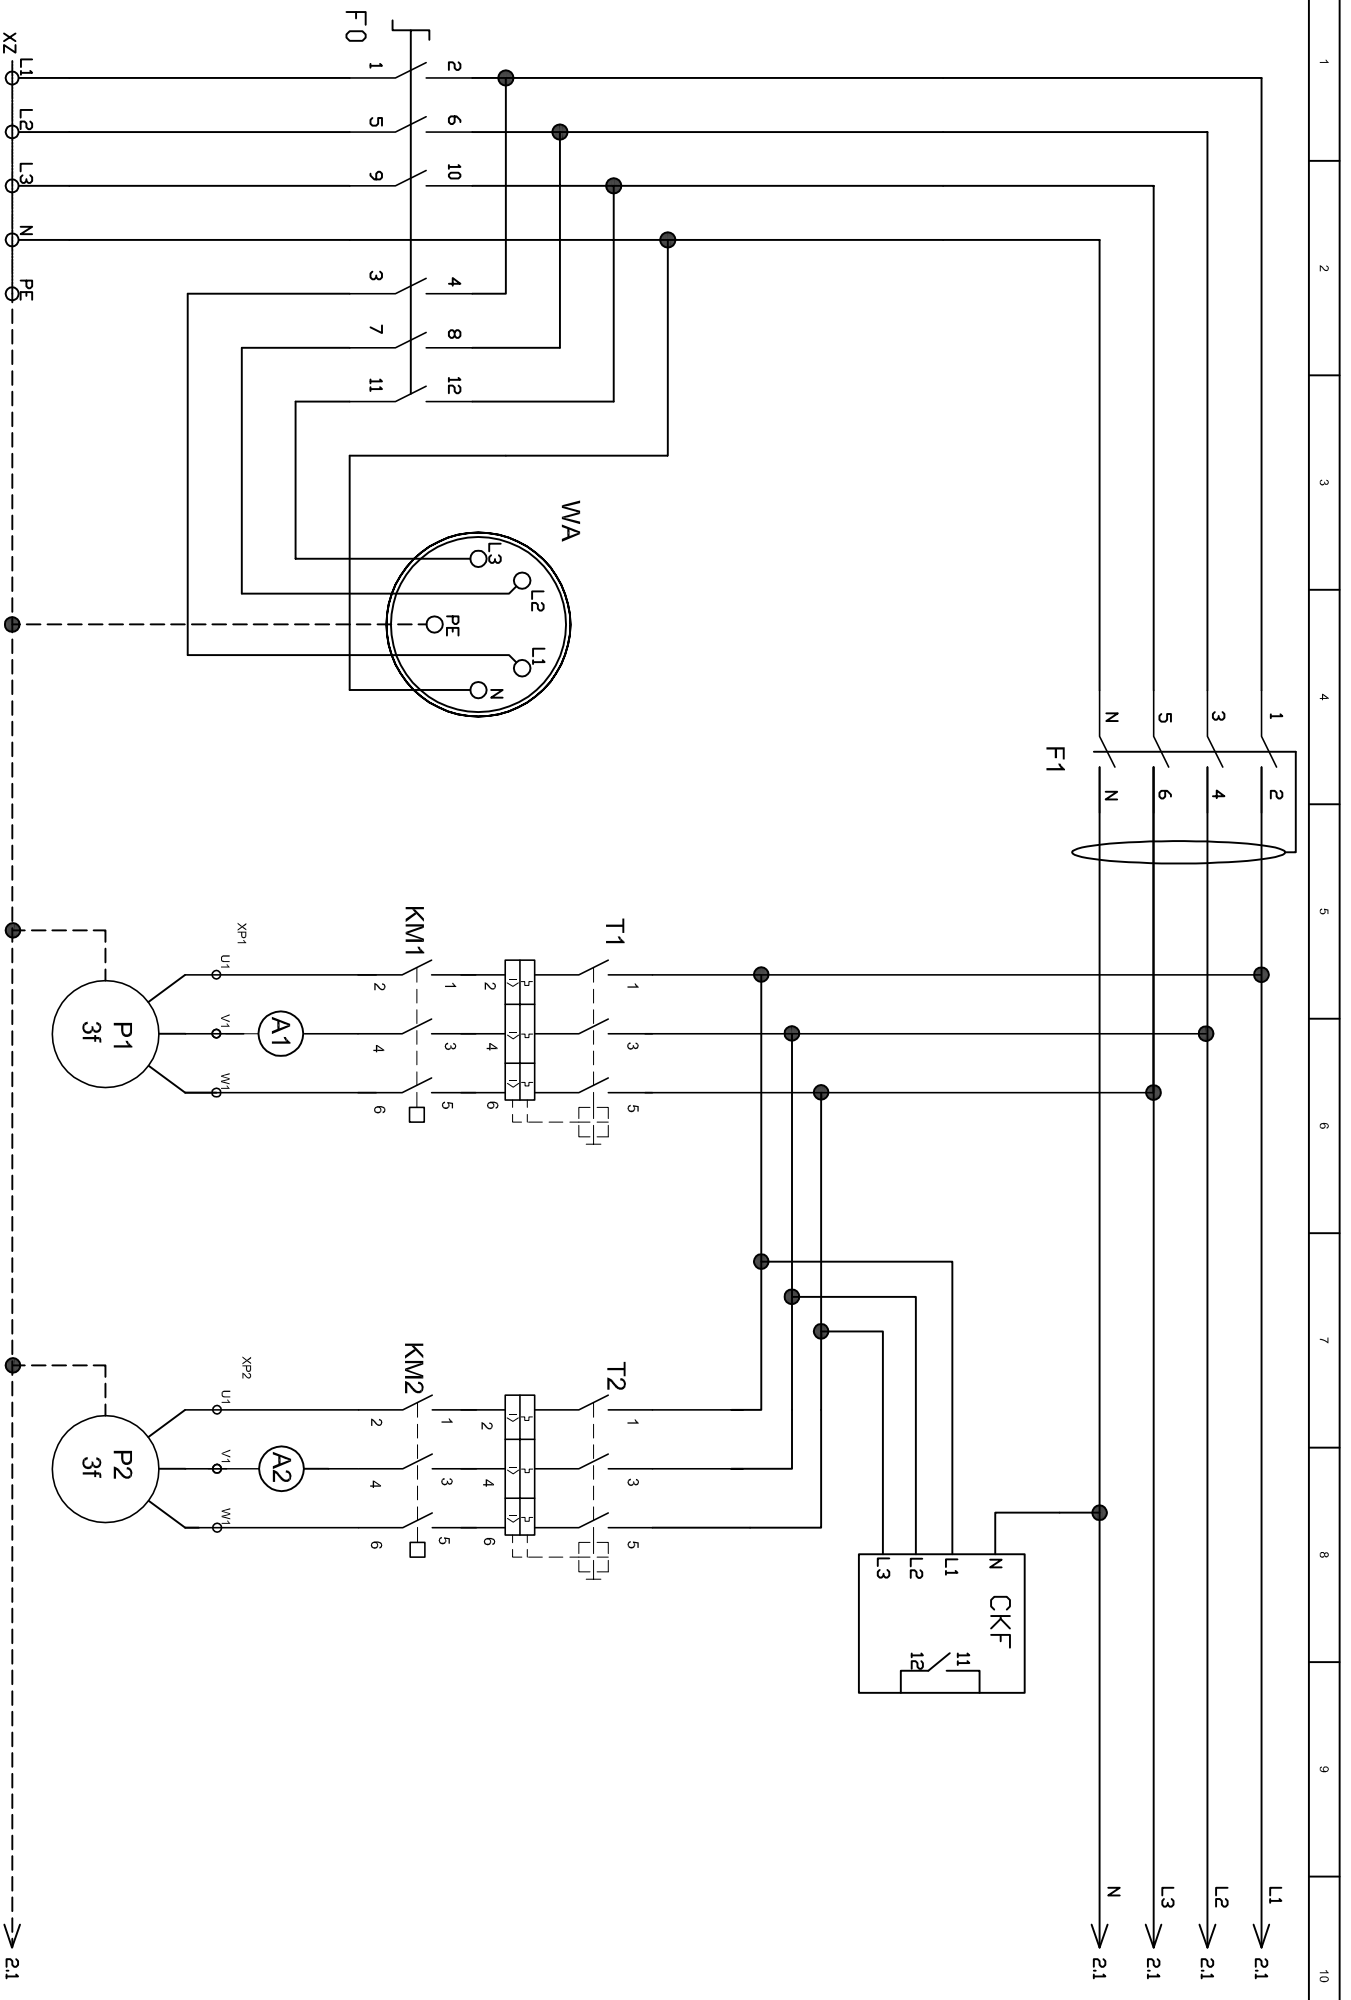 1 2 3 4 5 6 7 8 9 10
L1 2.1
L2 2.1
L3 2.1
N 2.1
1 2
3 4
5 6
N N
F1
CKF
N
L1
L2
L3
11
12
WA
L3
L2
PE
L1
N
T1
1 3 5
2 4 6
KM1
1 3 5
2 4 6
A1
XP1
U1 V1 W1
P1
3f
T2
1 3 5
2 4 6
KM2
1 3 5
2 4 6
A2
XP2
U1 V1 W1
P2
3f
2 6 10 4 8 12
F0
1 5 9 3 7 11
XZ
L1 L2 L3 N PE
2.1